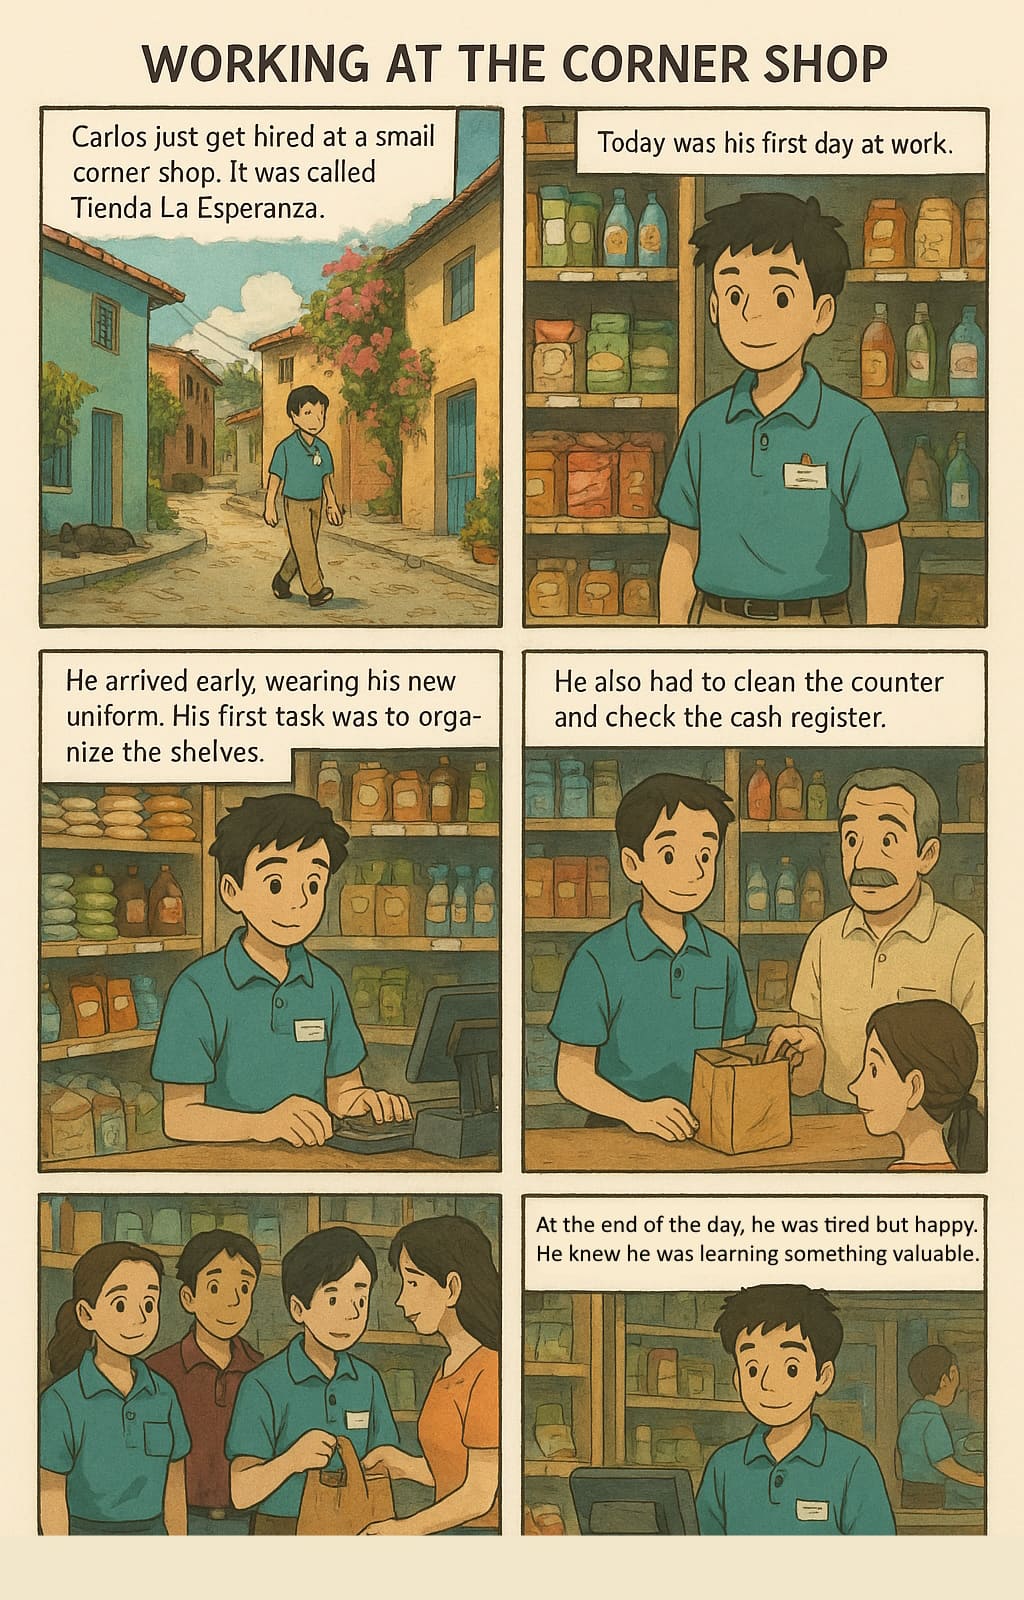 WORKING AT THE CORNER SHOP
Carlos just get hired at a smail
corner shop. It was called
Tienda La Esperanza.
Today was his first day at work.
He arrived early, wearing his new
uniform. His first task was to orga-
nize the shelves.
He also had to clean the counter
and check the cash register.
At the end of the day, he was tired but happy.
He knew he was learning something valuable.